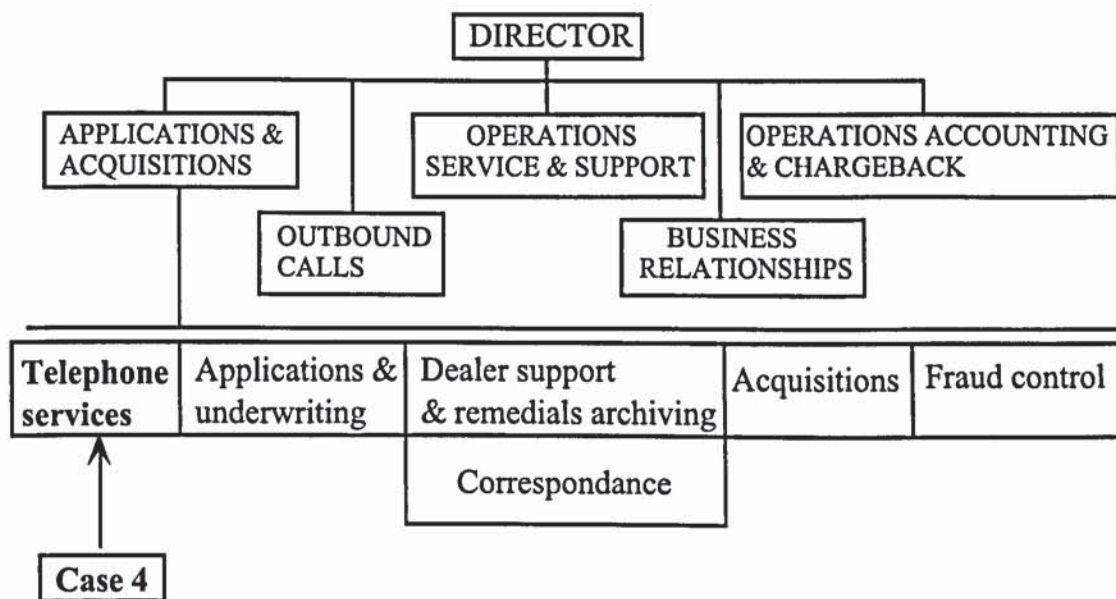 DIRECTOR
APPLICATIONS &
ACQUISITIONS
OPERATIONS
SERVICE & SUPPORT
OPERATIONS ACCOUNTING
& CHARGEBACK
OUTBOUND
CALLS
BUSINESS
RELATIONSHIPS
Telephone
services
Applications &
underwriting
Dealer support
& remedials archiving
Acquisitions
Fraud control
Correspondance
Case 4